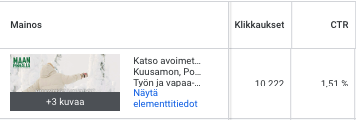 Mainos
Klikkaukset
CTR
MAAN
+3 kuvaa
Katso avoimet...
Kuusamon, Po...
Työn ja vapaa-...
Näytä
elementtitiedot
10 222
1,51 %